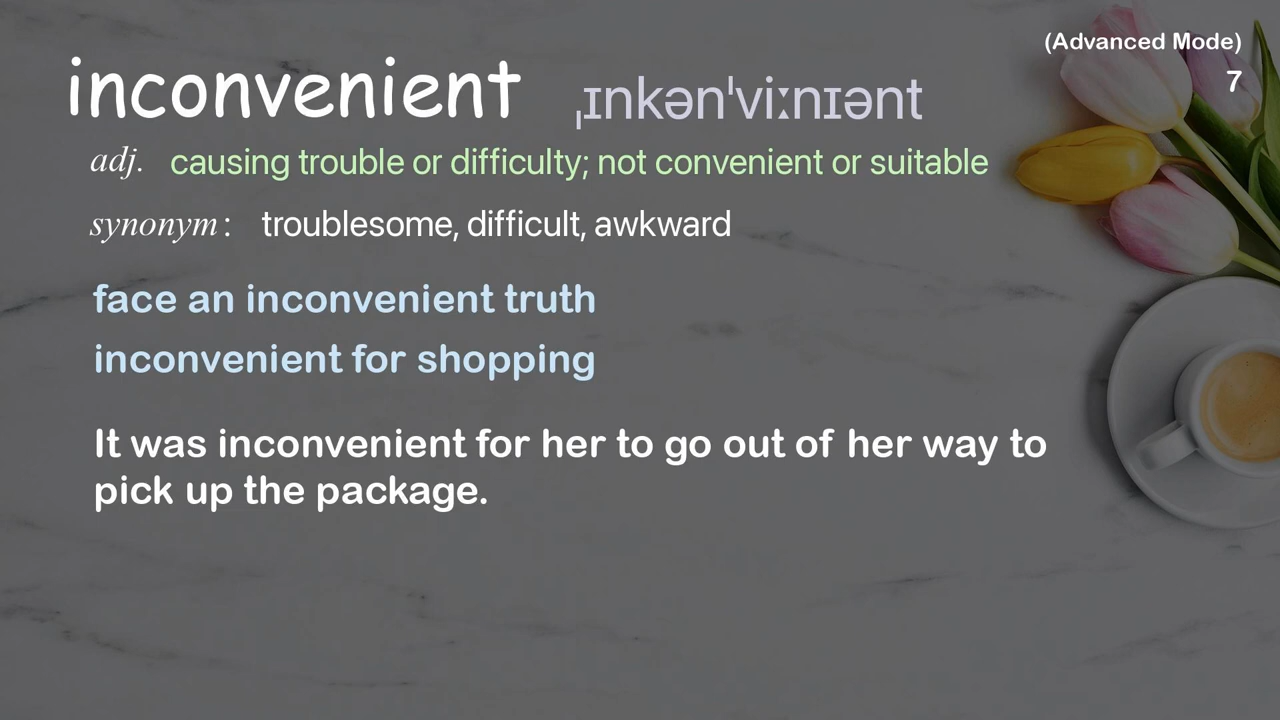 (Advanced Mode)
7
inconvenient ˌɪnkənˈviːnɪənt
adj. causing trouble or difficulty; not convenient or suitable
synonym: troublesome, difficult, awkward
face an inconvenient truth
inconvenient for shopping
It was inconvenient for her to go out of her way to
pick up the package.